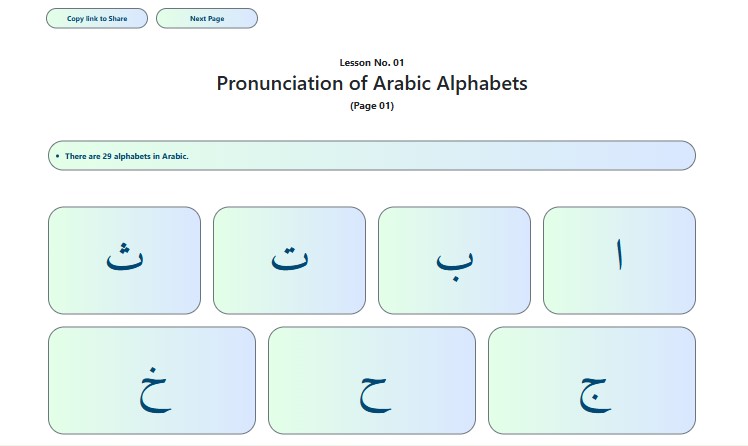 Copy link to Share
Next Page
Lesson No. 01
Pronunciation of Arabic Alphabets
(Page 01)
• There are 29 alphabets in Arabic.
ا ب ت ث
ج ح خ